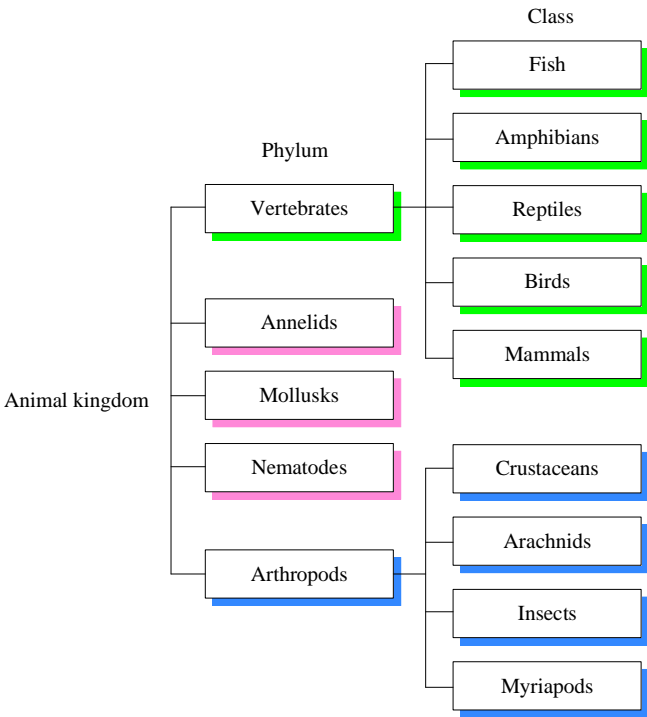 Class
Fish
Amphibians
Phylum
Vertebrates
Reptiles
Birds
Annelids
Mammals
Animal kingdom
Mollusks
Nematodes
Crustaceans
Arachnids
Arthropods
Insects
Myriapods